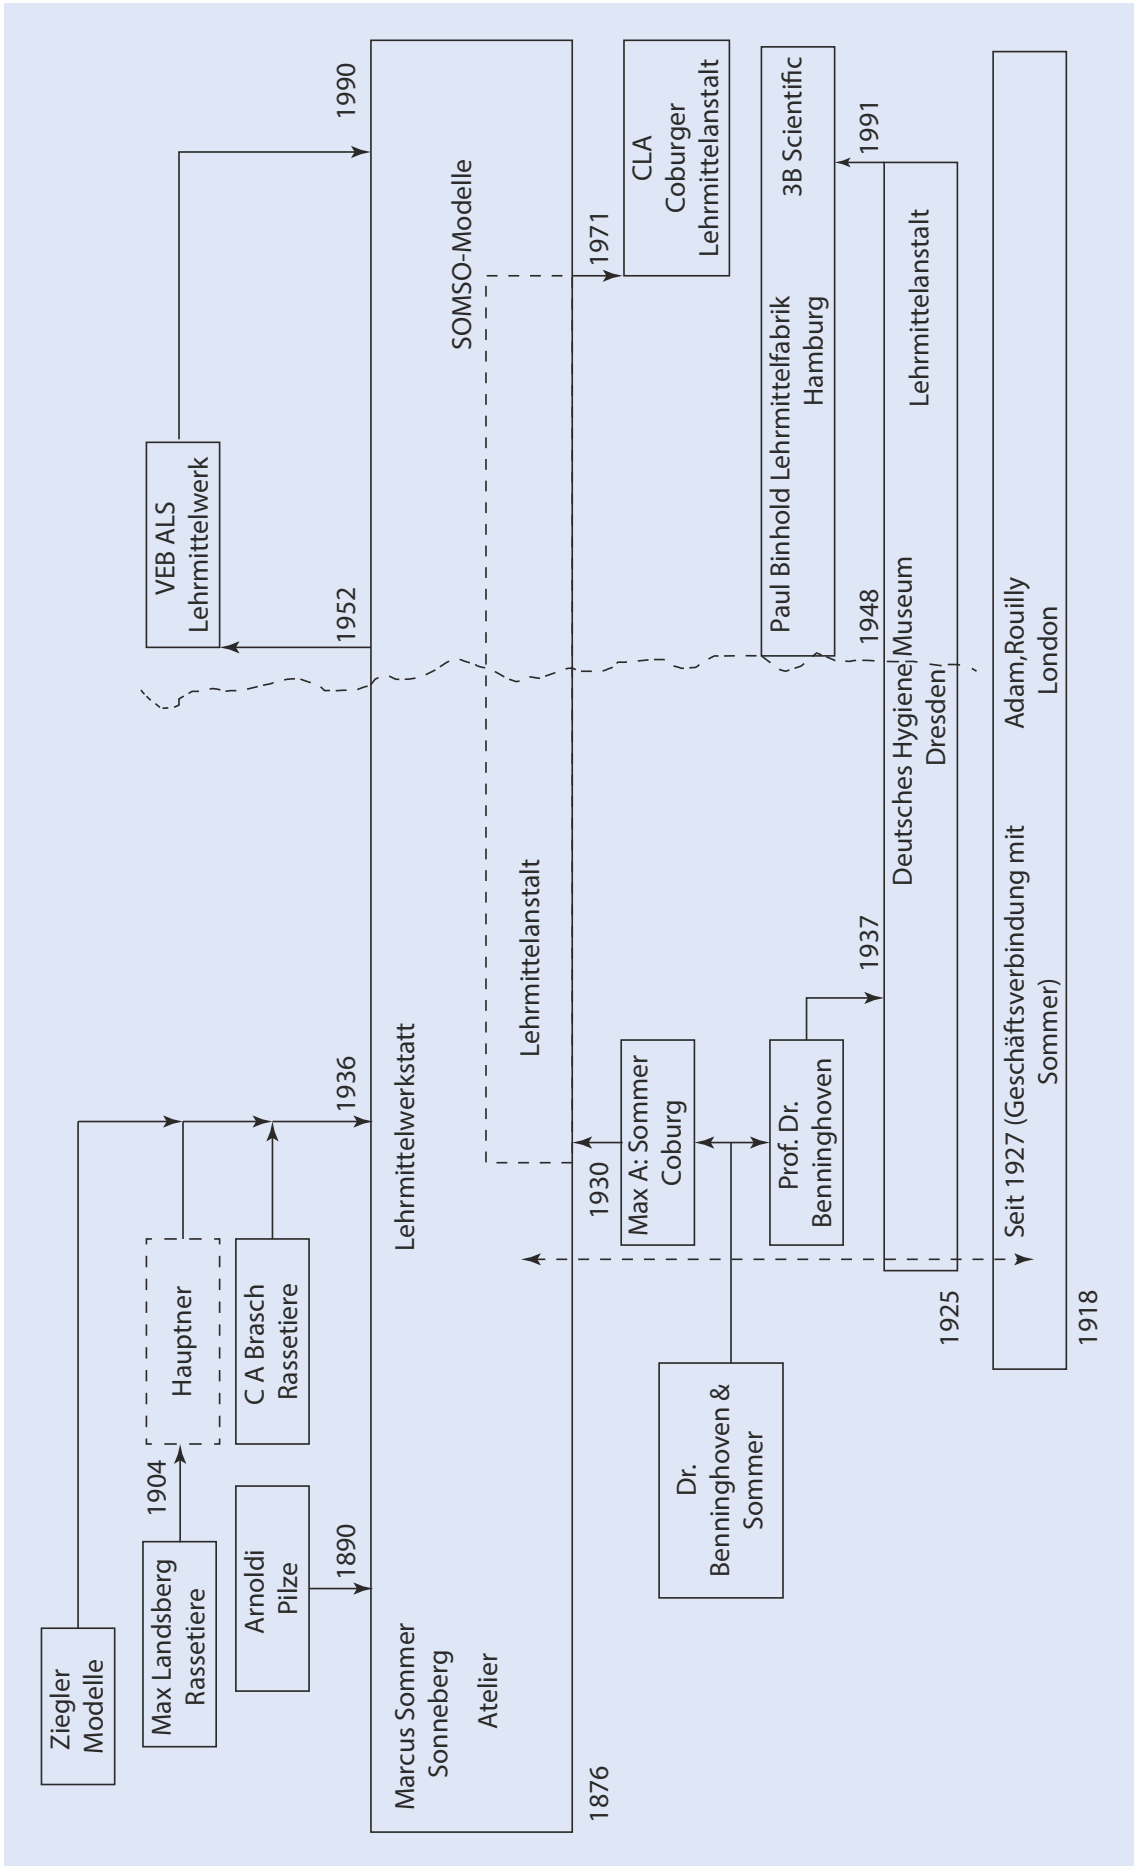 Ziegler
Modelle
Max Landsberg
Rassetiere
1904
Hauptner
VEB ALS
Lehrmittelwerk
Arnoldi
Pilze
C A Brasch
Rassetiere
1890
1936
1952
1990
Marcus Sommer
Sonneberg
Atelier
Lehrmittelwerkstatt
SOMSO-Modelle
Lehrmittelanstalt
1876
1930
1971
Max A: Sommer
Coburg
CLA
Coburger
Lehrmittelanstalt
Dr.
Benninghoven &
Sommer
Prof. Dr.
Benninghoven
Paul Binhold Lehrmittelfabrik
Hamburg
3B Scientific
1937
1948
1991
Deutsches Hygiene Museum
Dresden
Lehrmittelanstalt
1925
Seit 1927 (Geschäftsverbindung mit
Sommer)
Adam,Rouilly
London
1918